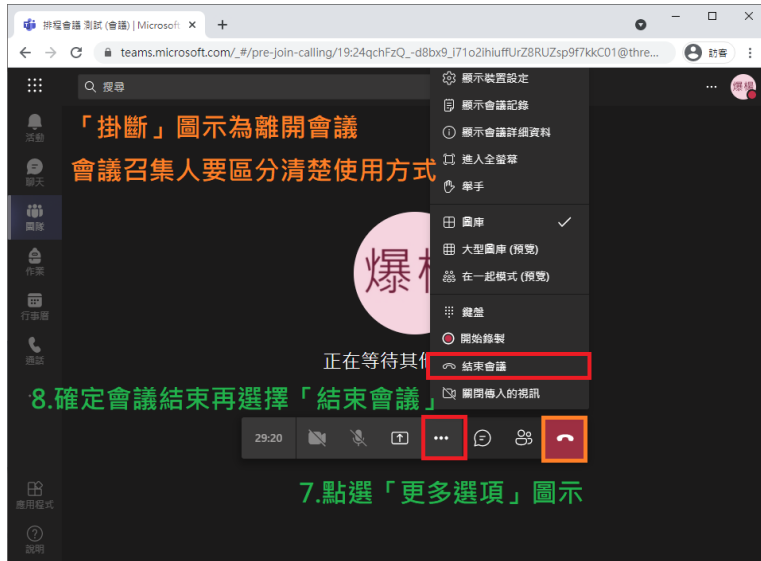 排程會議 測試 (會議) | Microsoft
teams.microsoft.com/_#/pre-join-calling/19:24qchFzQ_-d8bx9_i71o2ihiuffUrZ8RUZsp9f7kkC01@thre...
訪客
搜尋
爆楊
顯示裝置設定
顯示會議記錄
顯示會議詳細資料
進入全螢幕
舉手
圖庫
大型圖庫 (預覽)
在一起模式 (預覽)
鍵盤
開始錄製
結束會議
關閉傳入的視訊
活動
聊天
團隊
作業
行事曆
通話
應用程式
說明
「掛斷」圖示為離開會議
會議召集人要區分清楚使用方式
爆
正在等待其他
8.確定會議結束再選擇「結束會議」
29:20
7.點選「更多選項」圖示